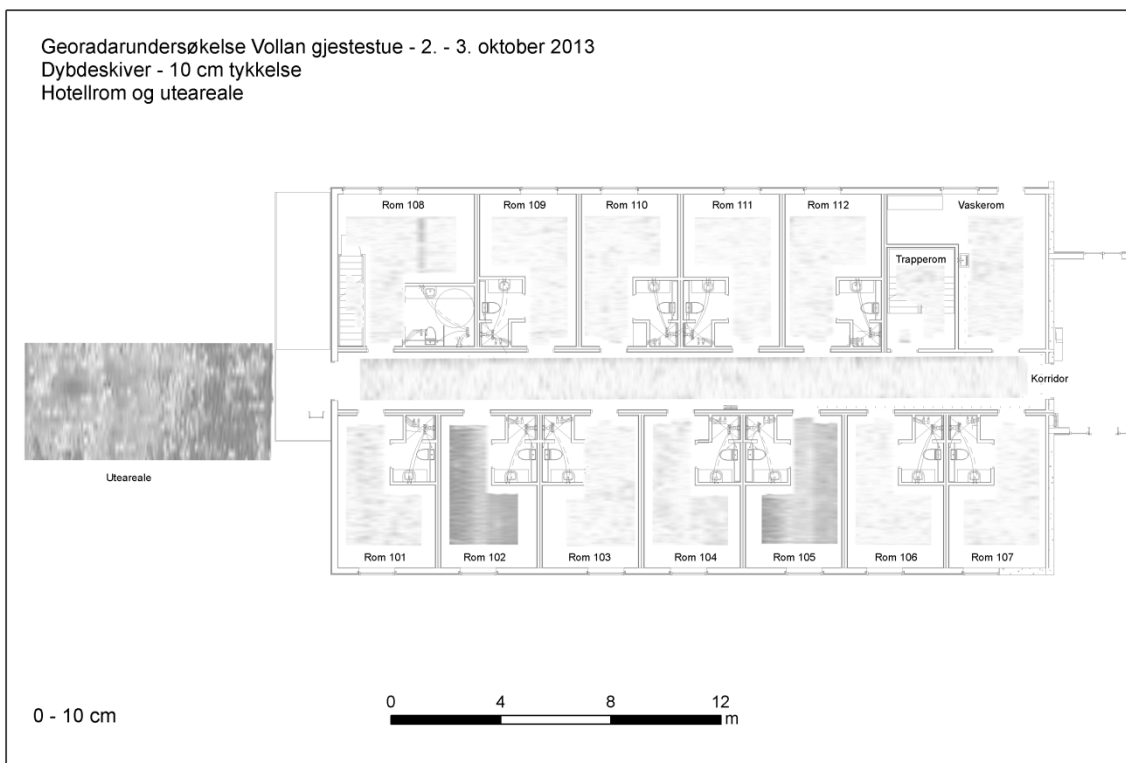 Georadarundersøkelse Vollan gjestestue - 2. - 3. oktober 2013
Dybdeskiver - 10 cm tykkelse
Hotellrom og uteareale
Rom 108
Rom 109
Rom 110
Rom 111
Rom 112
Vaskerom
Trapperom
Korridor
Uteareale
Rom 101
Rom 102
Rom 103
Rom 104
Rom 105
Rom 106
Rom 107
0 - 10 cm
0 4 8 12
m